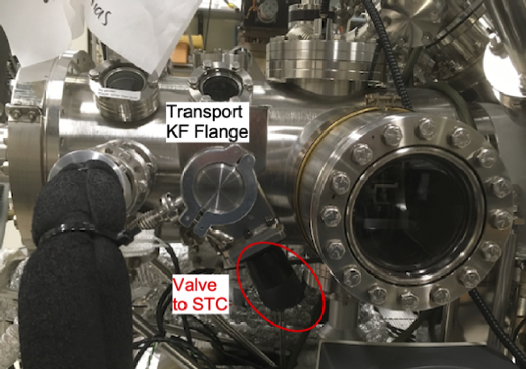 Transport
KF Flange
Valve
to STC